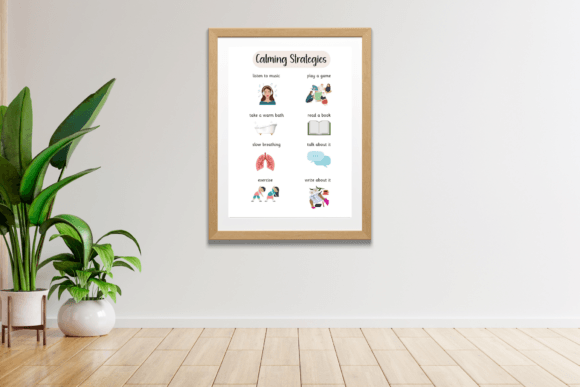 Calming Strategies
listen to music
play a game
take a warm bath
read a book
slow breathing
talk about it
exercise
write about it